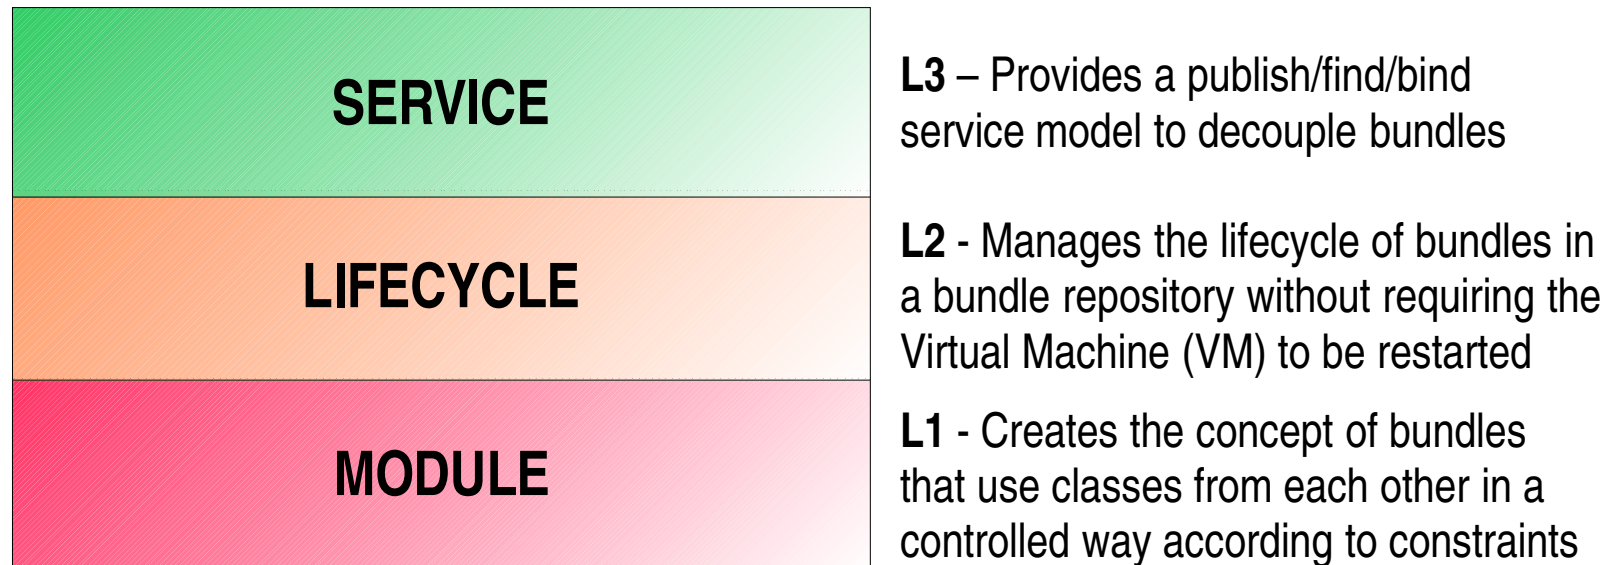 SERVICE
L3 – Provides a publish/find/bind
service model to decouple bundles
LIFECYCLE
L2 - Manages the lifecycle of bundles in
a bundle repository without requiring the
Virtual Machine (VM) to be restarted
MODULE
L1 - Creates the concept of bundles
that use classes from each other in a
controlled way according to constraints